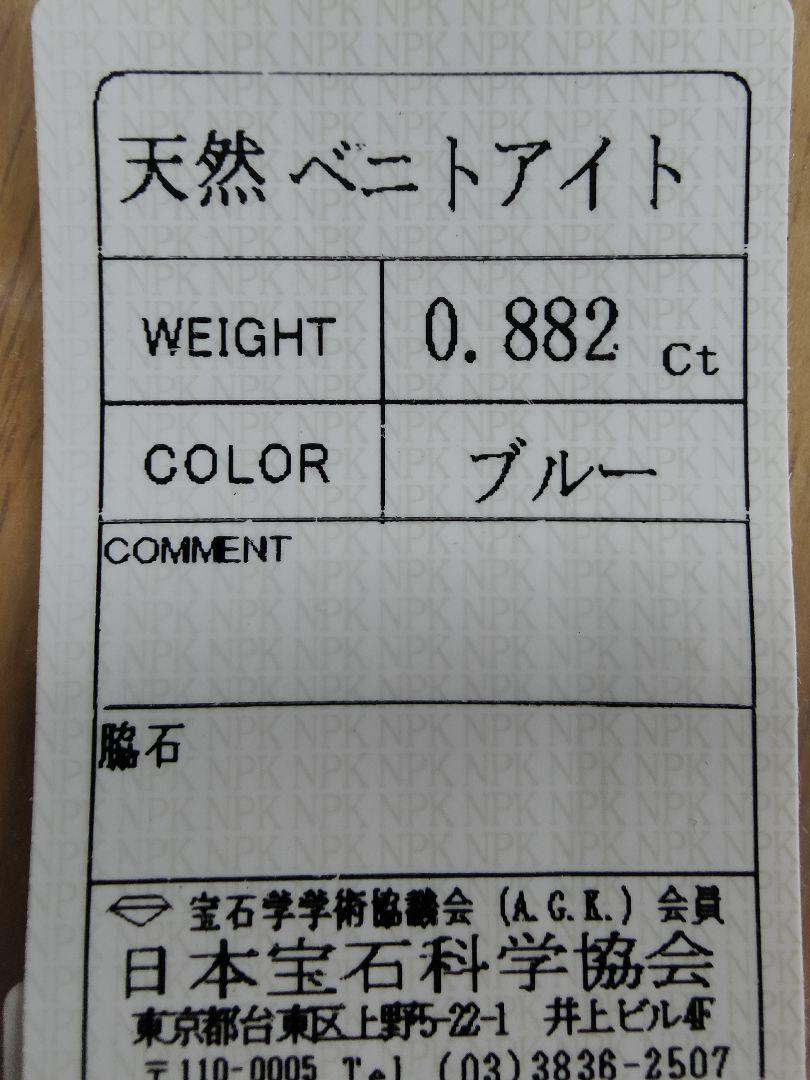 天然 ベニトアイト
WEIGHT 0.882 Ct
COLOR ブルー
COMMENT
脇石
宝石学学術協議会 (A.G.K.) 会員
日本宝石科学協会
東京都台東区上野5-22-1 井上ビル4F
〒110-0005 Tel (03)3836-2507